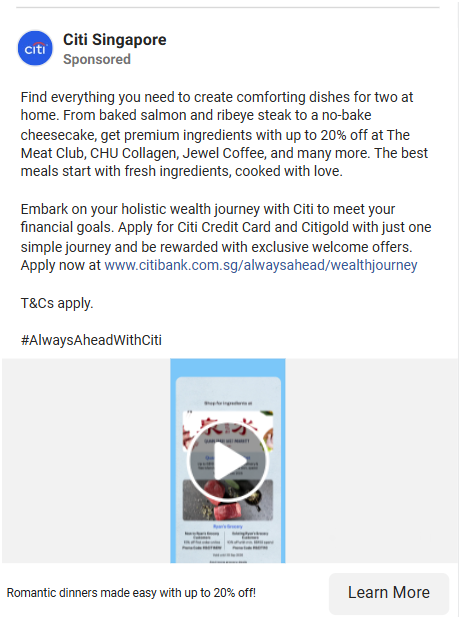 citi
Citi Singapore
Sponsored
Find everything you need to create comforting dishes for two at
home. From baked salmon and ribeye steak to a no-bake
cheesecake, get premium ingredients with up to 20% off at The
Meat Club, CHU Collagen, Jewel Coffee, and many more. The best
meals start with fresh ingredients, cooked with love.
Embark on your holistic wealth journey with Citi to meet your
financial goals. Apply for Citi Credit Card and Citigold with just one
simple journey and be rewarded with exclusive welcome offers.
Apply now at www.citibank.com.sg/alwaysahead/wealthjourney
T&Cs apply.
#AlwaysAheadWithCiti
Shop for ingredients at
Ryan's Grocery
Customers
Customers
Romantic dinners made easy with up to 20% off!
Learn More